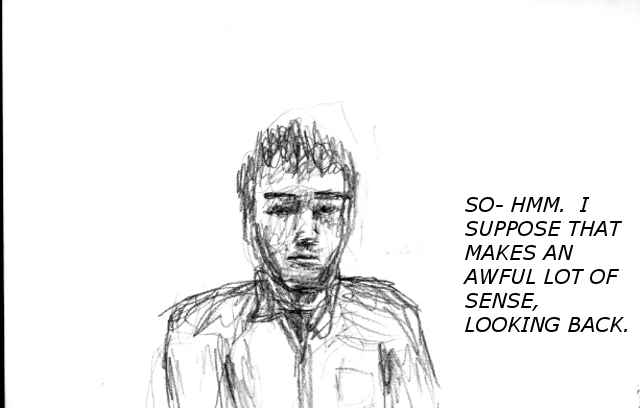 SO- HMM.  I
SUPPOSE THAT
MAKES AN
AWFUL LOT OF
SENSE,
LOOKING BACK.